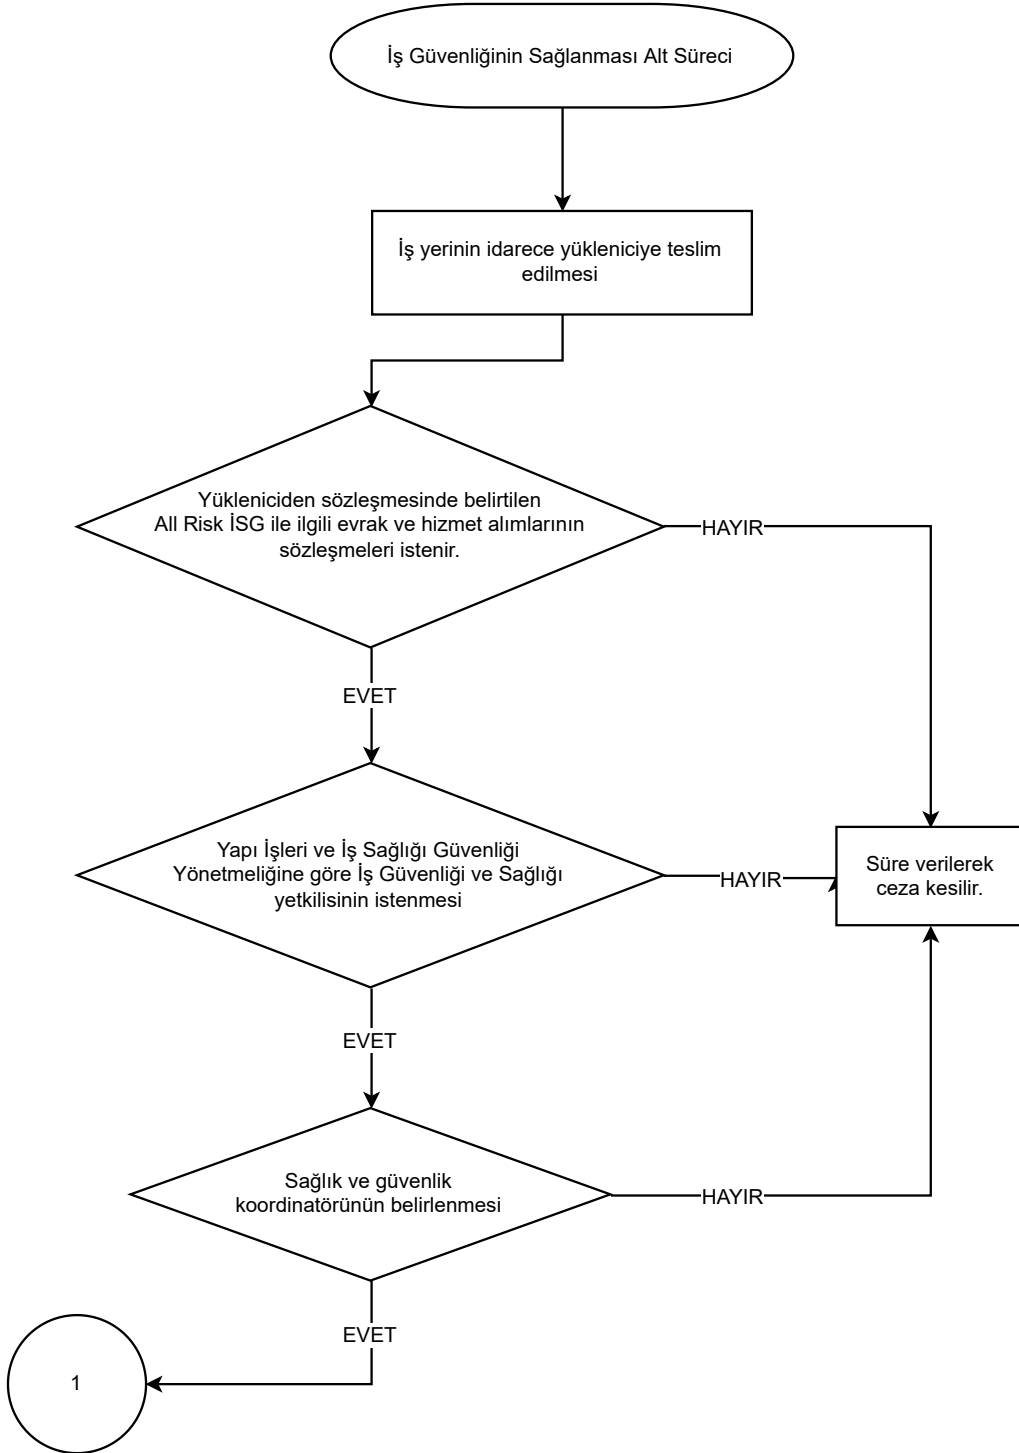 İş Güvenliğinin Sağlanması Alt Süreci
İş yerinin idarece yükleniciye teslim
edilmesi
Yükleniciden sözleşmesinde belirtilen
All Risk İSG ile ilgili evrak ve hizmet alımlarının
sözleşmeleri istenir.
HAYIR
EVET
Yapı İşleri ve İş Sağlığı Güvenliği
Yönetmeliğine göre İş Güvenliği ve Sağlığı
yetkilisinin istenmesi
HAYIR
Süre verilerek
ceza kesilir.
EVET
Sağlık ve güvenlik
koordinatörünün belirlenmesi
HAYIR
EVET
1